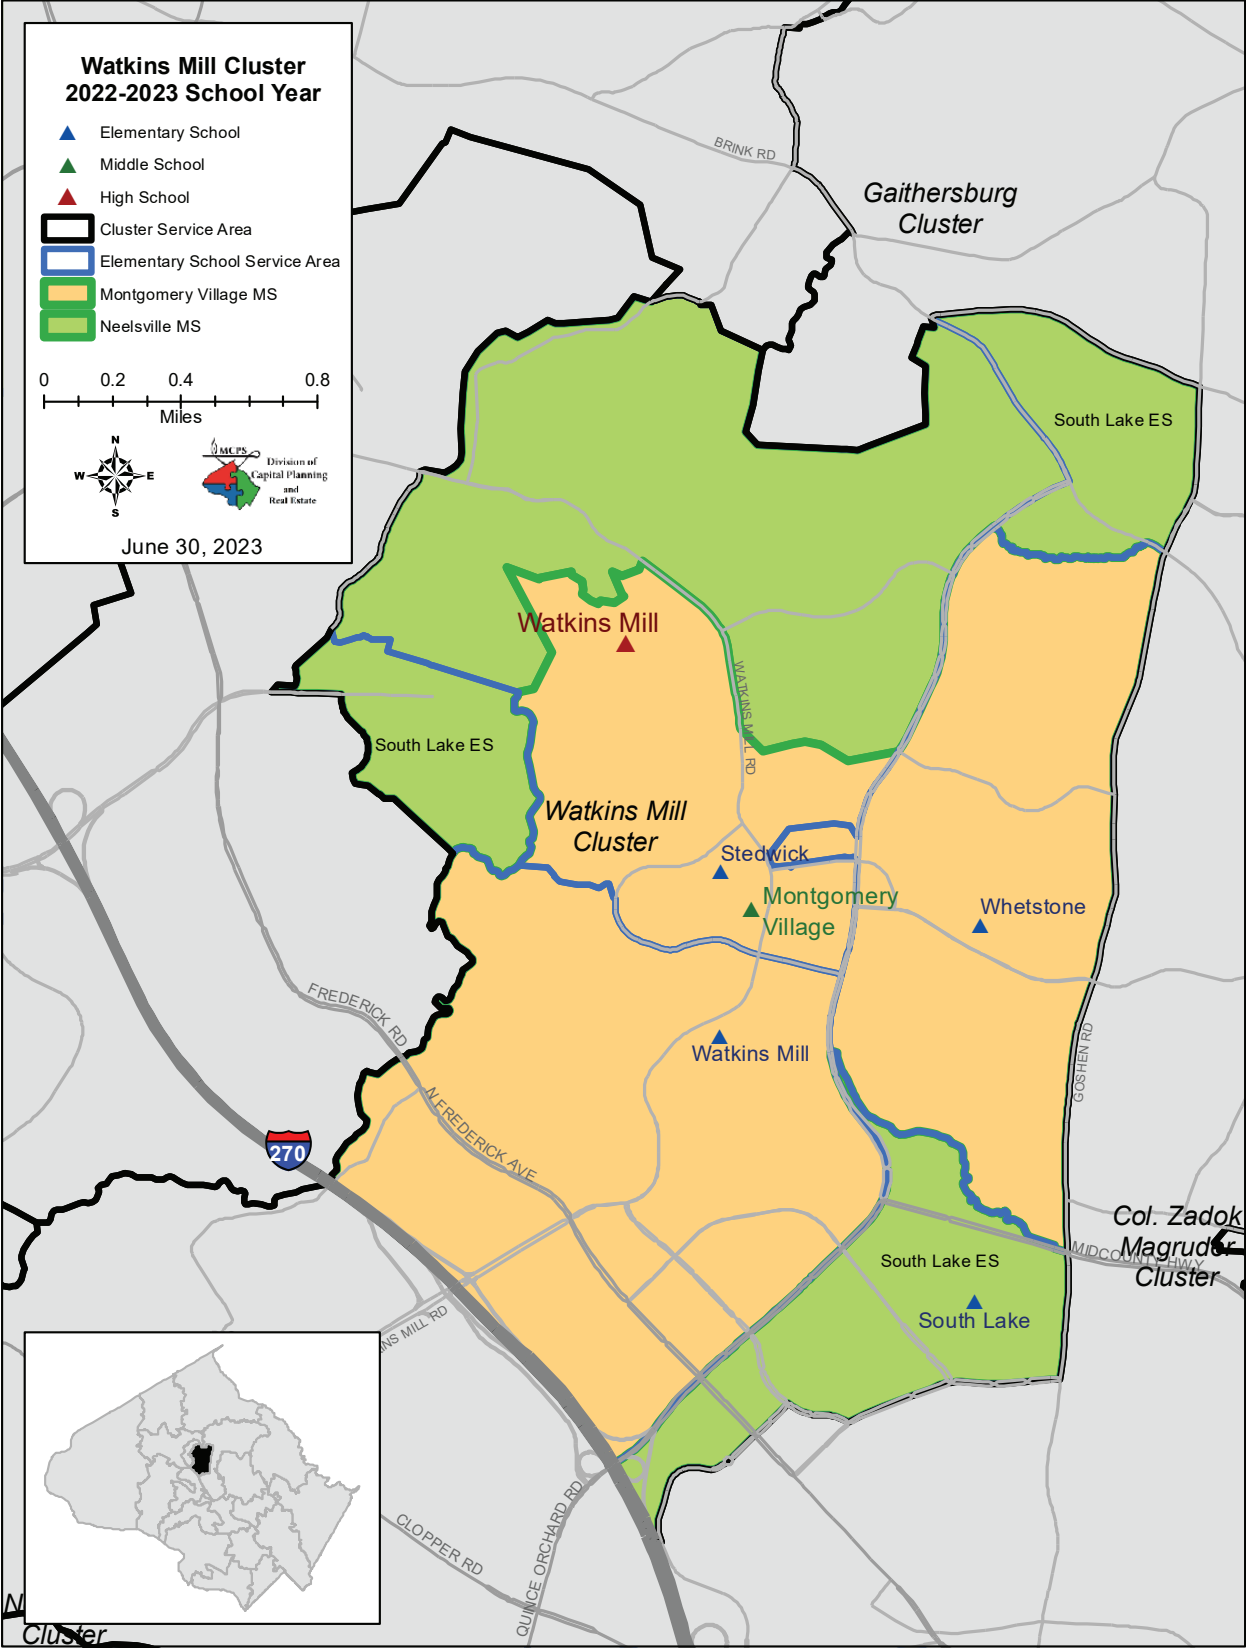 Watkins Mill Cluster
2022-2023 School Year
Elementary School
Middle School
High School
Cluster Service Area
Elementary School Service Area
Montgomery Village MS
Neelsville MS
0 0.2 0.4 0.8
Miles
N
W E
S
MCPS
Division of
Capital Planning
and
Real Estate
June 30, 2023
BRINK RD
Gaithersburg
Cluster
South Lake ES
Watkins Mill
WATKINS MILL RD
South Lake ES
Watkins Mill
Cluster
Stedwick
Montgomery
Village
Whetstone
FREDERICK RD
Watkins Mill
GOSHEN RD
N FREDERICK AVE
270
Col. Zadok
Magruder
Cluster
MIDCOUNTY HWY
South Lake ES
South Lake
INS MILL RD
QUINCE ORCHARD RD
CLOPPER RD
N
Cluster